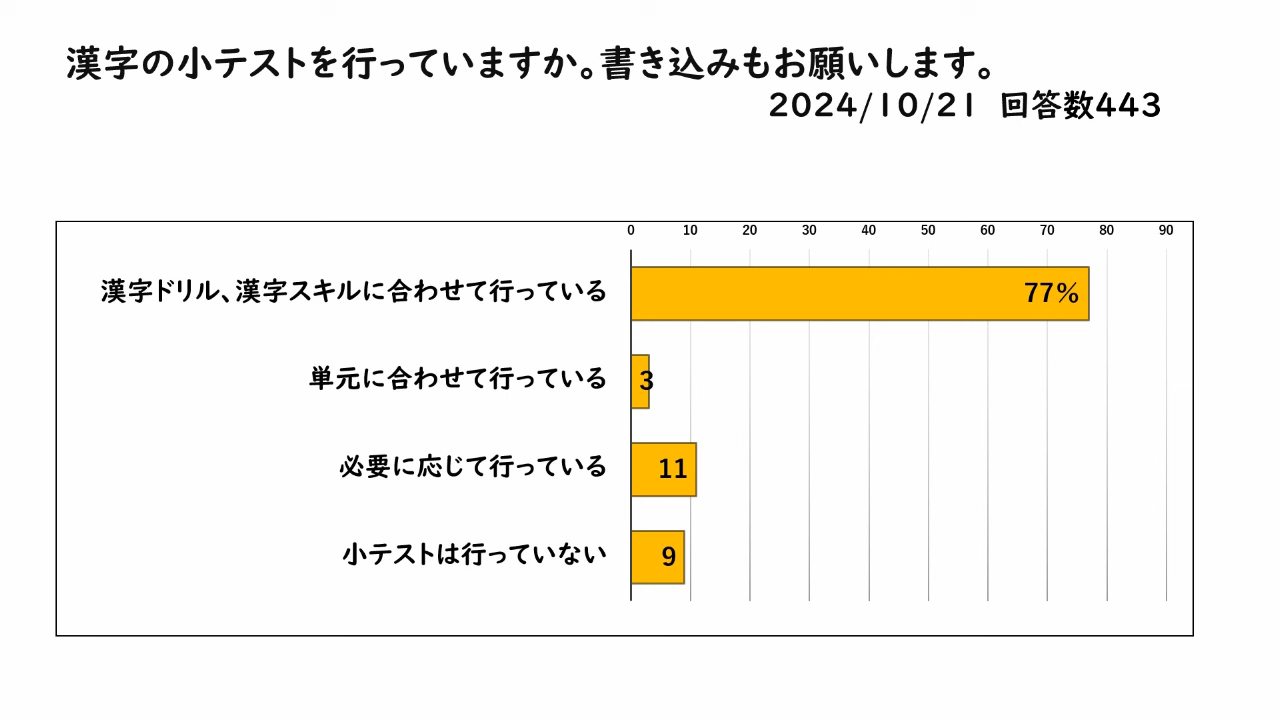 漢字の小テストを行っていますか。書き込みもお願いします。
2024/10/21 回答数443
0 10 20 30 40 50 60 70 80 90
漢字ドリル、漢字スキルに合わせて行っている 77%
単元に合わせて行っている 3
必要に応じて行っている 11
小テストは行っていない 9